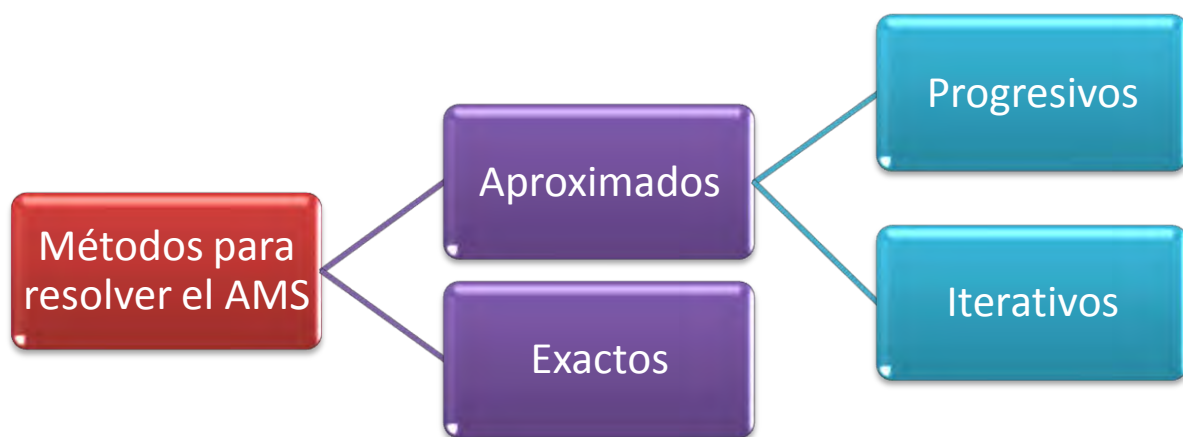 Métodos para
resolver el AMS
Aproximados
Exactos
Progresivos
Iterativos